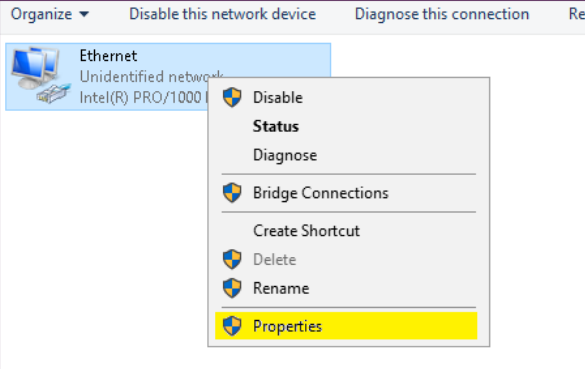 Organize Disable this network device Diagnose this connection Re
Ethernet
Unidentified network
Intel(R) PRO/1000
Disable
Status
Diagnose
Bridge Connections
Create Shortcut
Delete
Rename
Properties